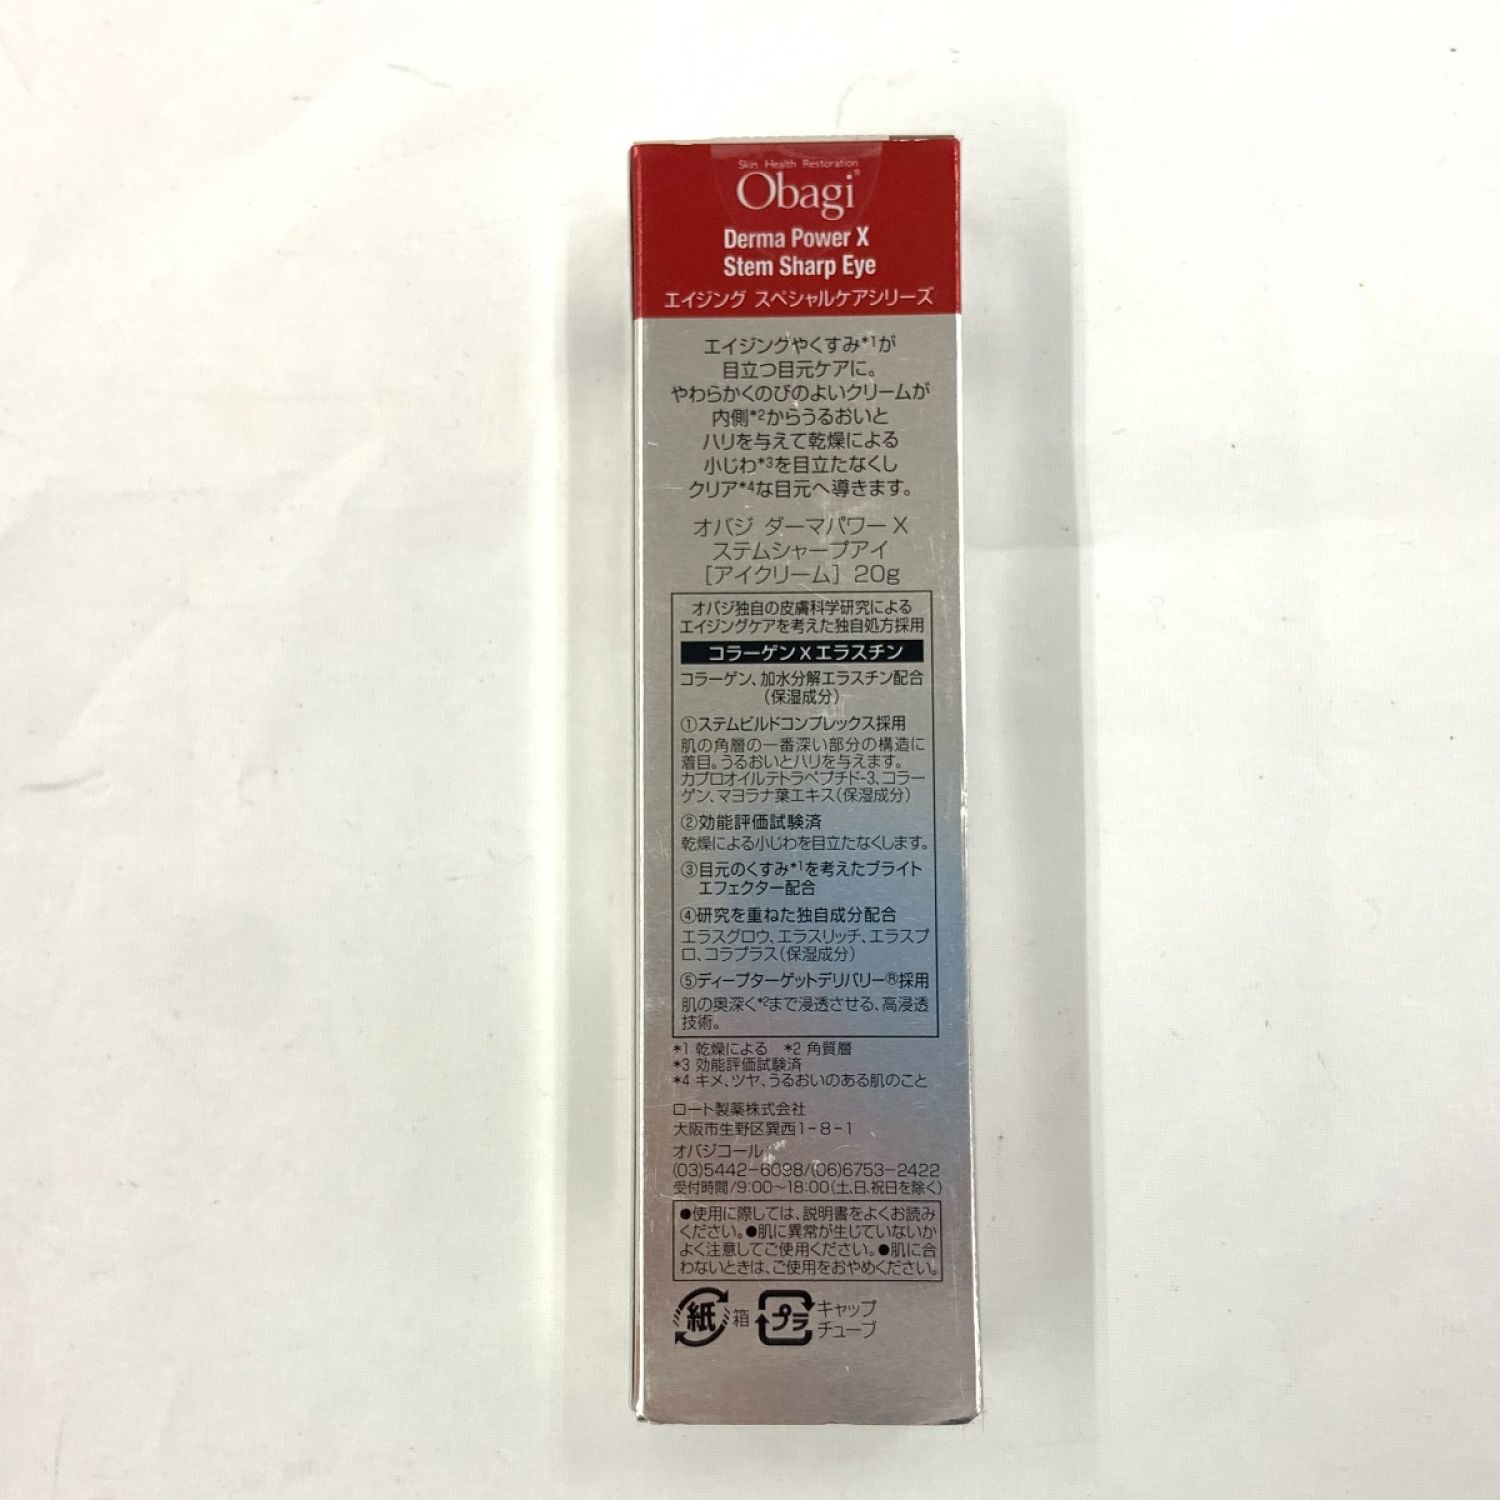 Skin Health Restoration
Obagi®
Derma Power X
Stem Sharp Eye
エイジング スペシャルケアシリーズ
エイジングやくすみ*1が
目立つ目元ケアに。
やわらかくのびのよいクリームが
内側*2からうるおいと
ハリを与えて乾燥による
小じわ*3を目立たなくし
クリア*4な目元へ導きます。
オバジ ダーマパワーX
ステムシャープアイ
[アイクリーム] 20g
オバジ独自の皮膚科学研究による
エイジングケアを考えた独自処方採用
コラーゲンXエラスチン
コラーゲン、加水分解エラスチン配合
(保湿成分)
①ステムビルドコンプレックス採用
肌の角層の一番深い部分の構造に
着目。うるおいとハリを与えます。
カプロオイルテトラペプチド-3、コラー
ゲン、マヨラナ葉エキス(保湿成分)
②効能評価試験済
乾燥による小じわを目立たなくします。
③目元のくすみ*1を考えたブライト
エフェクター配合
④研究を重ねた独自成分配合
エラスグロウ、エラスリッチ、エラスプ
ロ、コラプラス(保湿成分)
⑤ディープターゲットデリバリー®採用
肌の奥深く*2まで浸透させる、高浸透
技術。
*1 乾燥による *2 角質層
*3 効能評価試験済
*4 キメ、ツヤ、うるおいのある肌のこと
ロート製薬株式会社
大阪市生野区巽西1-8-1
オバジコール
(03)5442-6098/(06)6753-2422
受付時間/9:00〜18:00(土、日、祝日を除く)
●使用に際しては、説明書をよくお読み
ください。●肌に異常が生じていないか
よく注意してご使用ください。●肌に合
わないときは、ご使用をおやめください。
紙 箱 プラ キャップ
チューブ